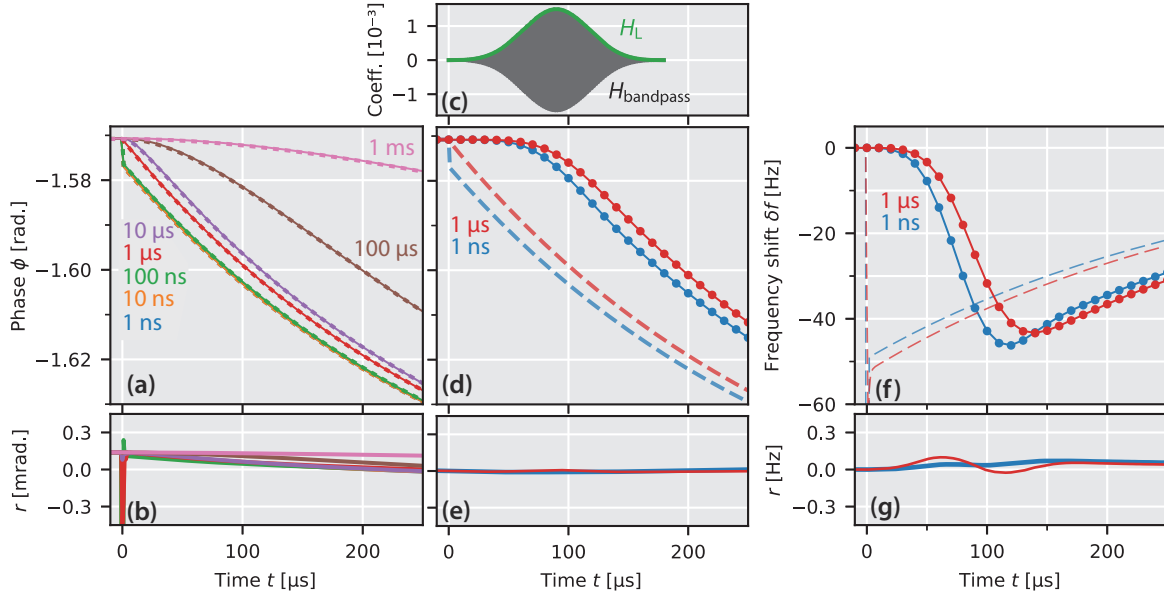 Coeff. [10⁻³]
1
0
−1
H_L
H_bandpass
(c)
Phase ϕ [rad.]
−1.58
−1.60
−1.62
1 ms
100 µs
10 µs
1 µs
100 ns
10 ns
1 ns
(a)
1 µs
1 ns
(d)
Frequency shift δf [Hz]
0
−20
−40
−60
1 µs
1 ns
(f)
r [mrad.]
0.3
0.0
−0.3
(b)
(e)
r [Hz]
0.3
0.0
−0.3
(g)
0
100
200
0
100
200
0
100
200
Time t [µs]
Time t [µs]
Time t [µs]